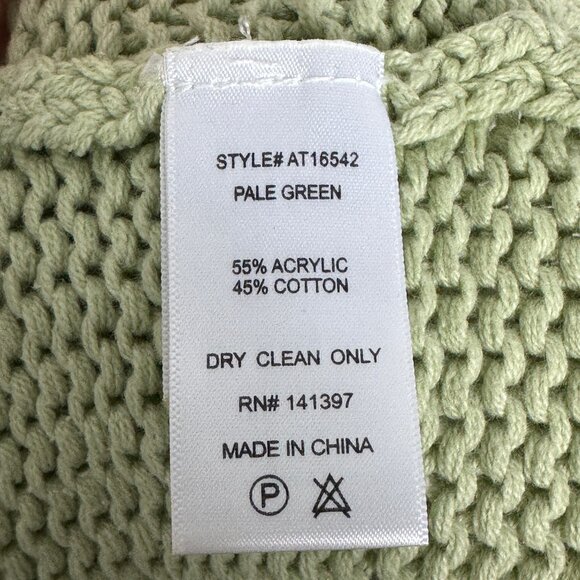 STYLE# AT16542
PALE GREEN
55% ACRYLIC
45% COTTON
DRY CLEAN ONLY
RN# 141397
MADE IN CHINA
P